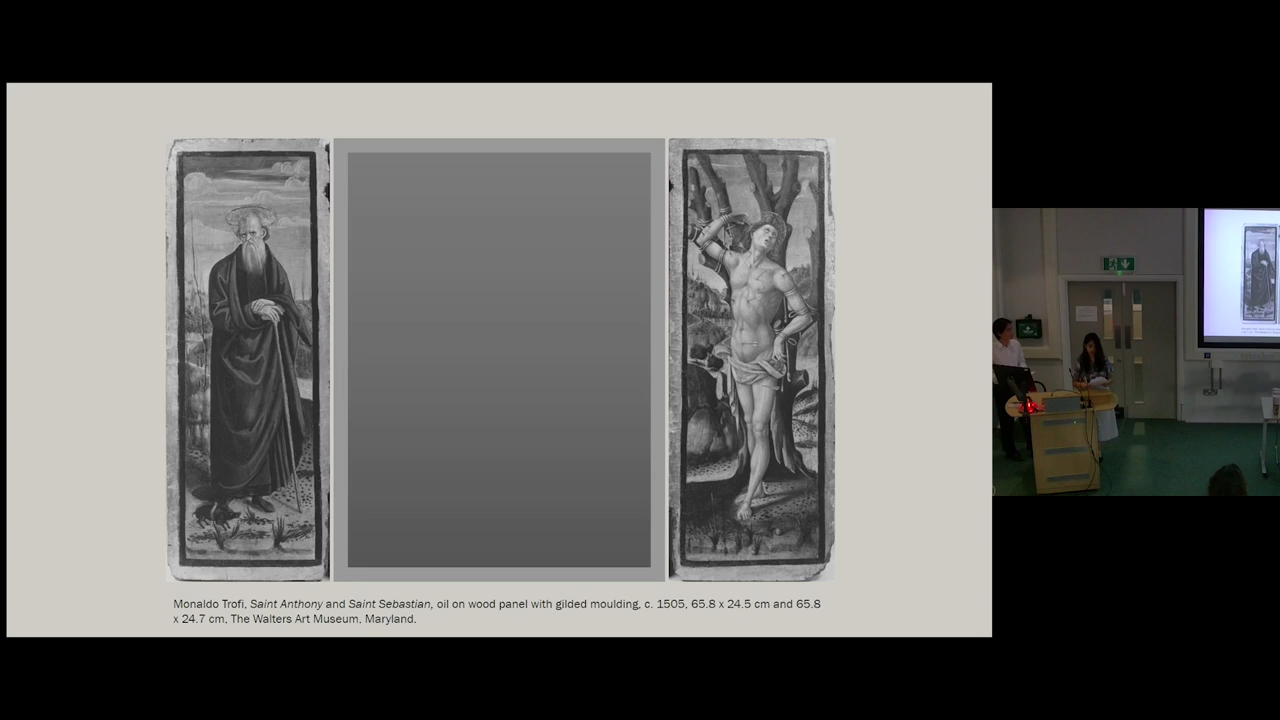 Monaldo Trofi, Saint Anthony and Saint Sebastian, oil on wood panel with gilded moulding, c. 1505, 65.8 x 24.5 cm and 65.8
x 24.7 cm, The Walters Art Museum, Maryland.